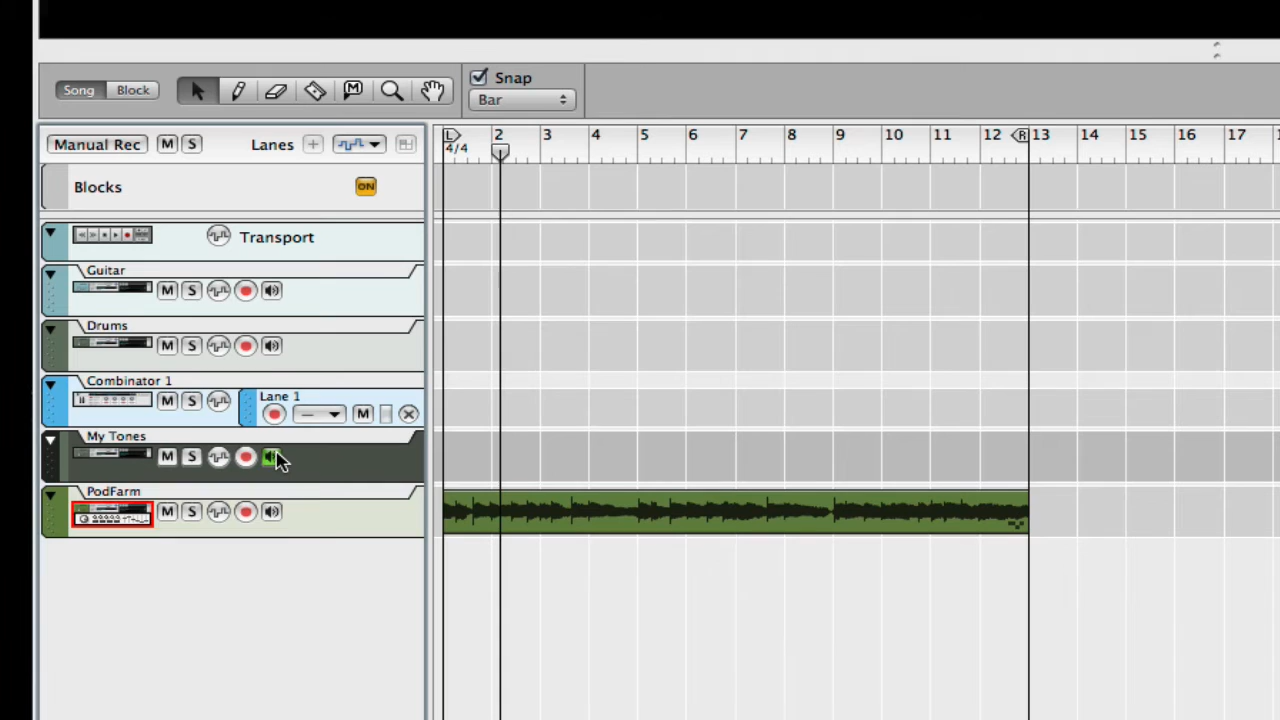 Song Block M Snap
Bar
Manual Rec M S Lanes + L 2 3 4 5 6 7 8 9 10 11 12 R 13 14 15 16 17
4/4
Blocks ON
Transport
Guitar
M S
Drums
M S
Combinator 1
M S Lane 1
— M
My Tones
M S
PodFarm
M S